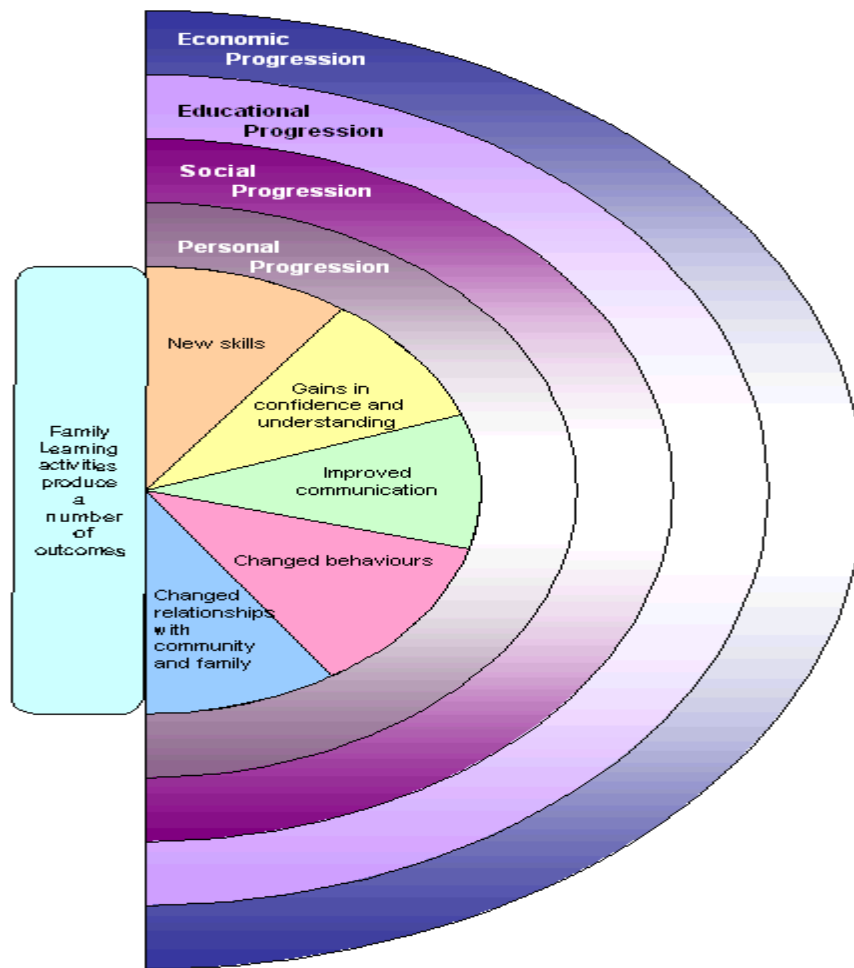 Economic
Progression
Educational
Progression
Social
Progression
Personal
Progression
New skills
Gains in
confidence and
understanding
Improved
communication
Changed behaviours
Changed
relationships
with
community
and family
Family
Learning
activities
produce
a
number
of
outcomes